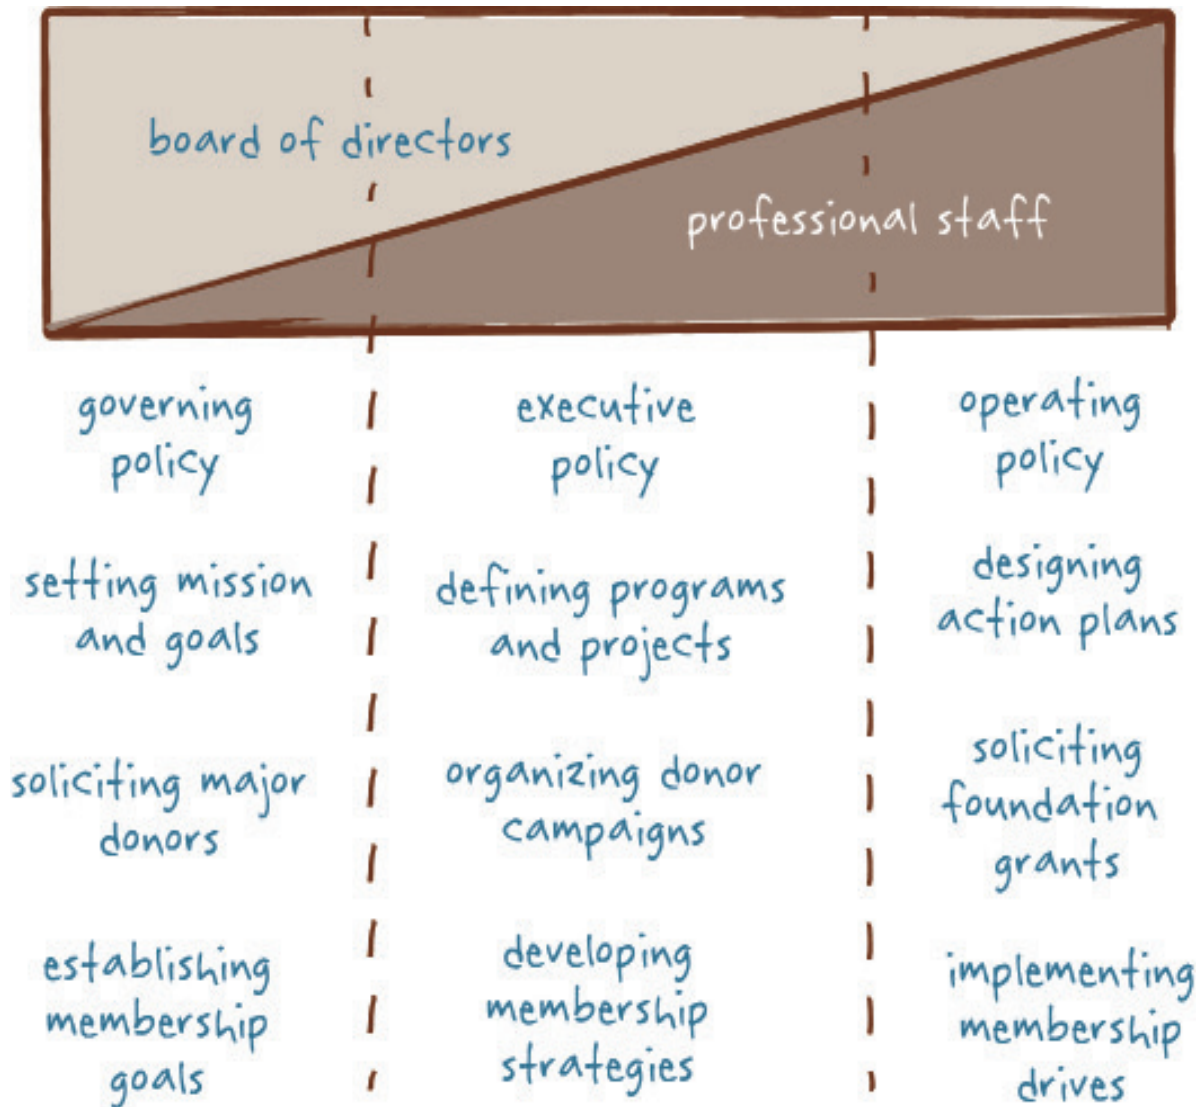 board of directors
professional staff
governing
policy
executive
policy
operating
policy
setting mission
and goals
defining programs
and projects
designing
action plans
soliciting major
donors
organizing donor
campaigns
soliciting
foundation
grants
establishing
membership
goals
developing
membership
strategies
implementing
membership
drives